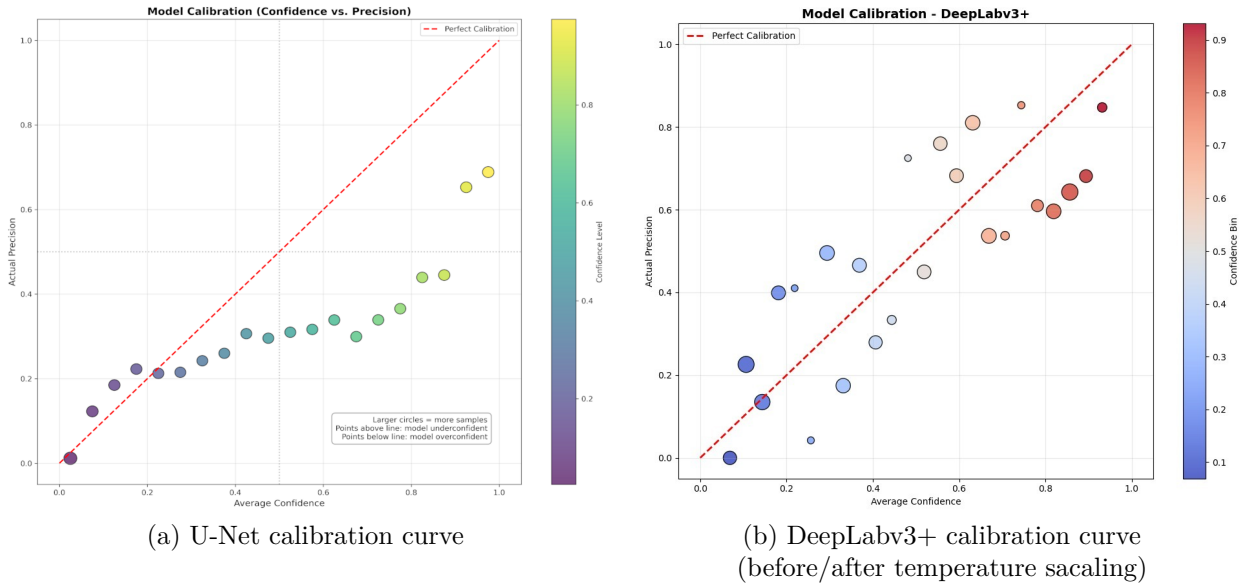 Model Calibration (Confidence vs. Precision)
Perfect Calibration
1.0
0.8
0.6
0.4
0.2
0.0
Actual Precision
0.0
0.2
0.4
0.6
0.8
1.0
Average Confidence
Larger circles = more samples
Points above line: model underconfident
Points below line: model overconfident
0.8
0.6
0.4
0.2
Confidence Level
(a) U-Net calibration curve
Model Calibration - DeepLabv3+
Perfect Calibration
1.0
0.8
0.6
0.4
0.2
0.0
Actual Precision
0.0
0.2
0.4
0.6
0.8
1.0
Average Confidence
0.9
0.8
0.7
0.6
0.5
0.4
0.3
0.2
0.1
Confidence Bin
(b) DeepLabv3+ calibration curve
(before/after temperature sacaling)